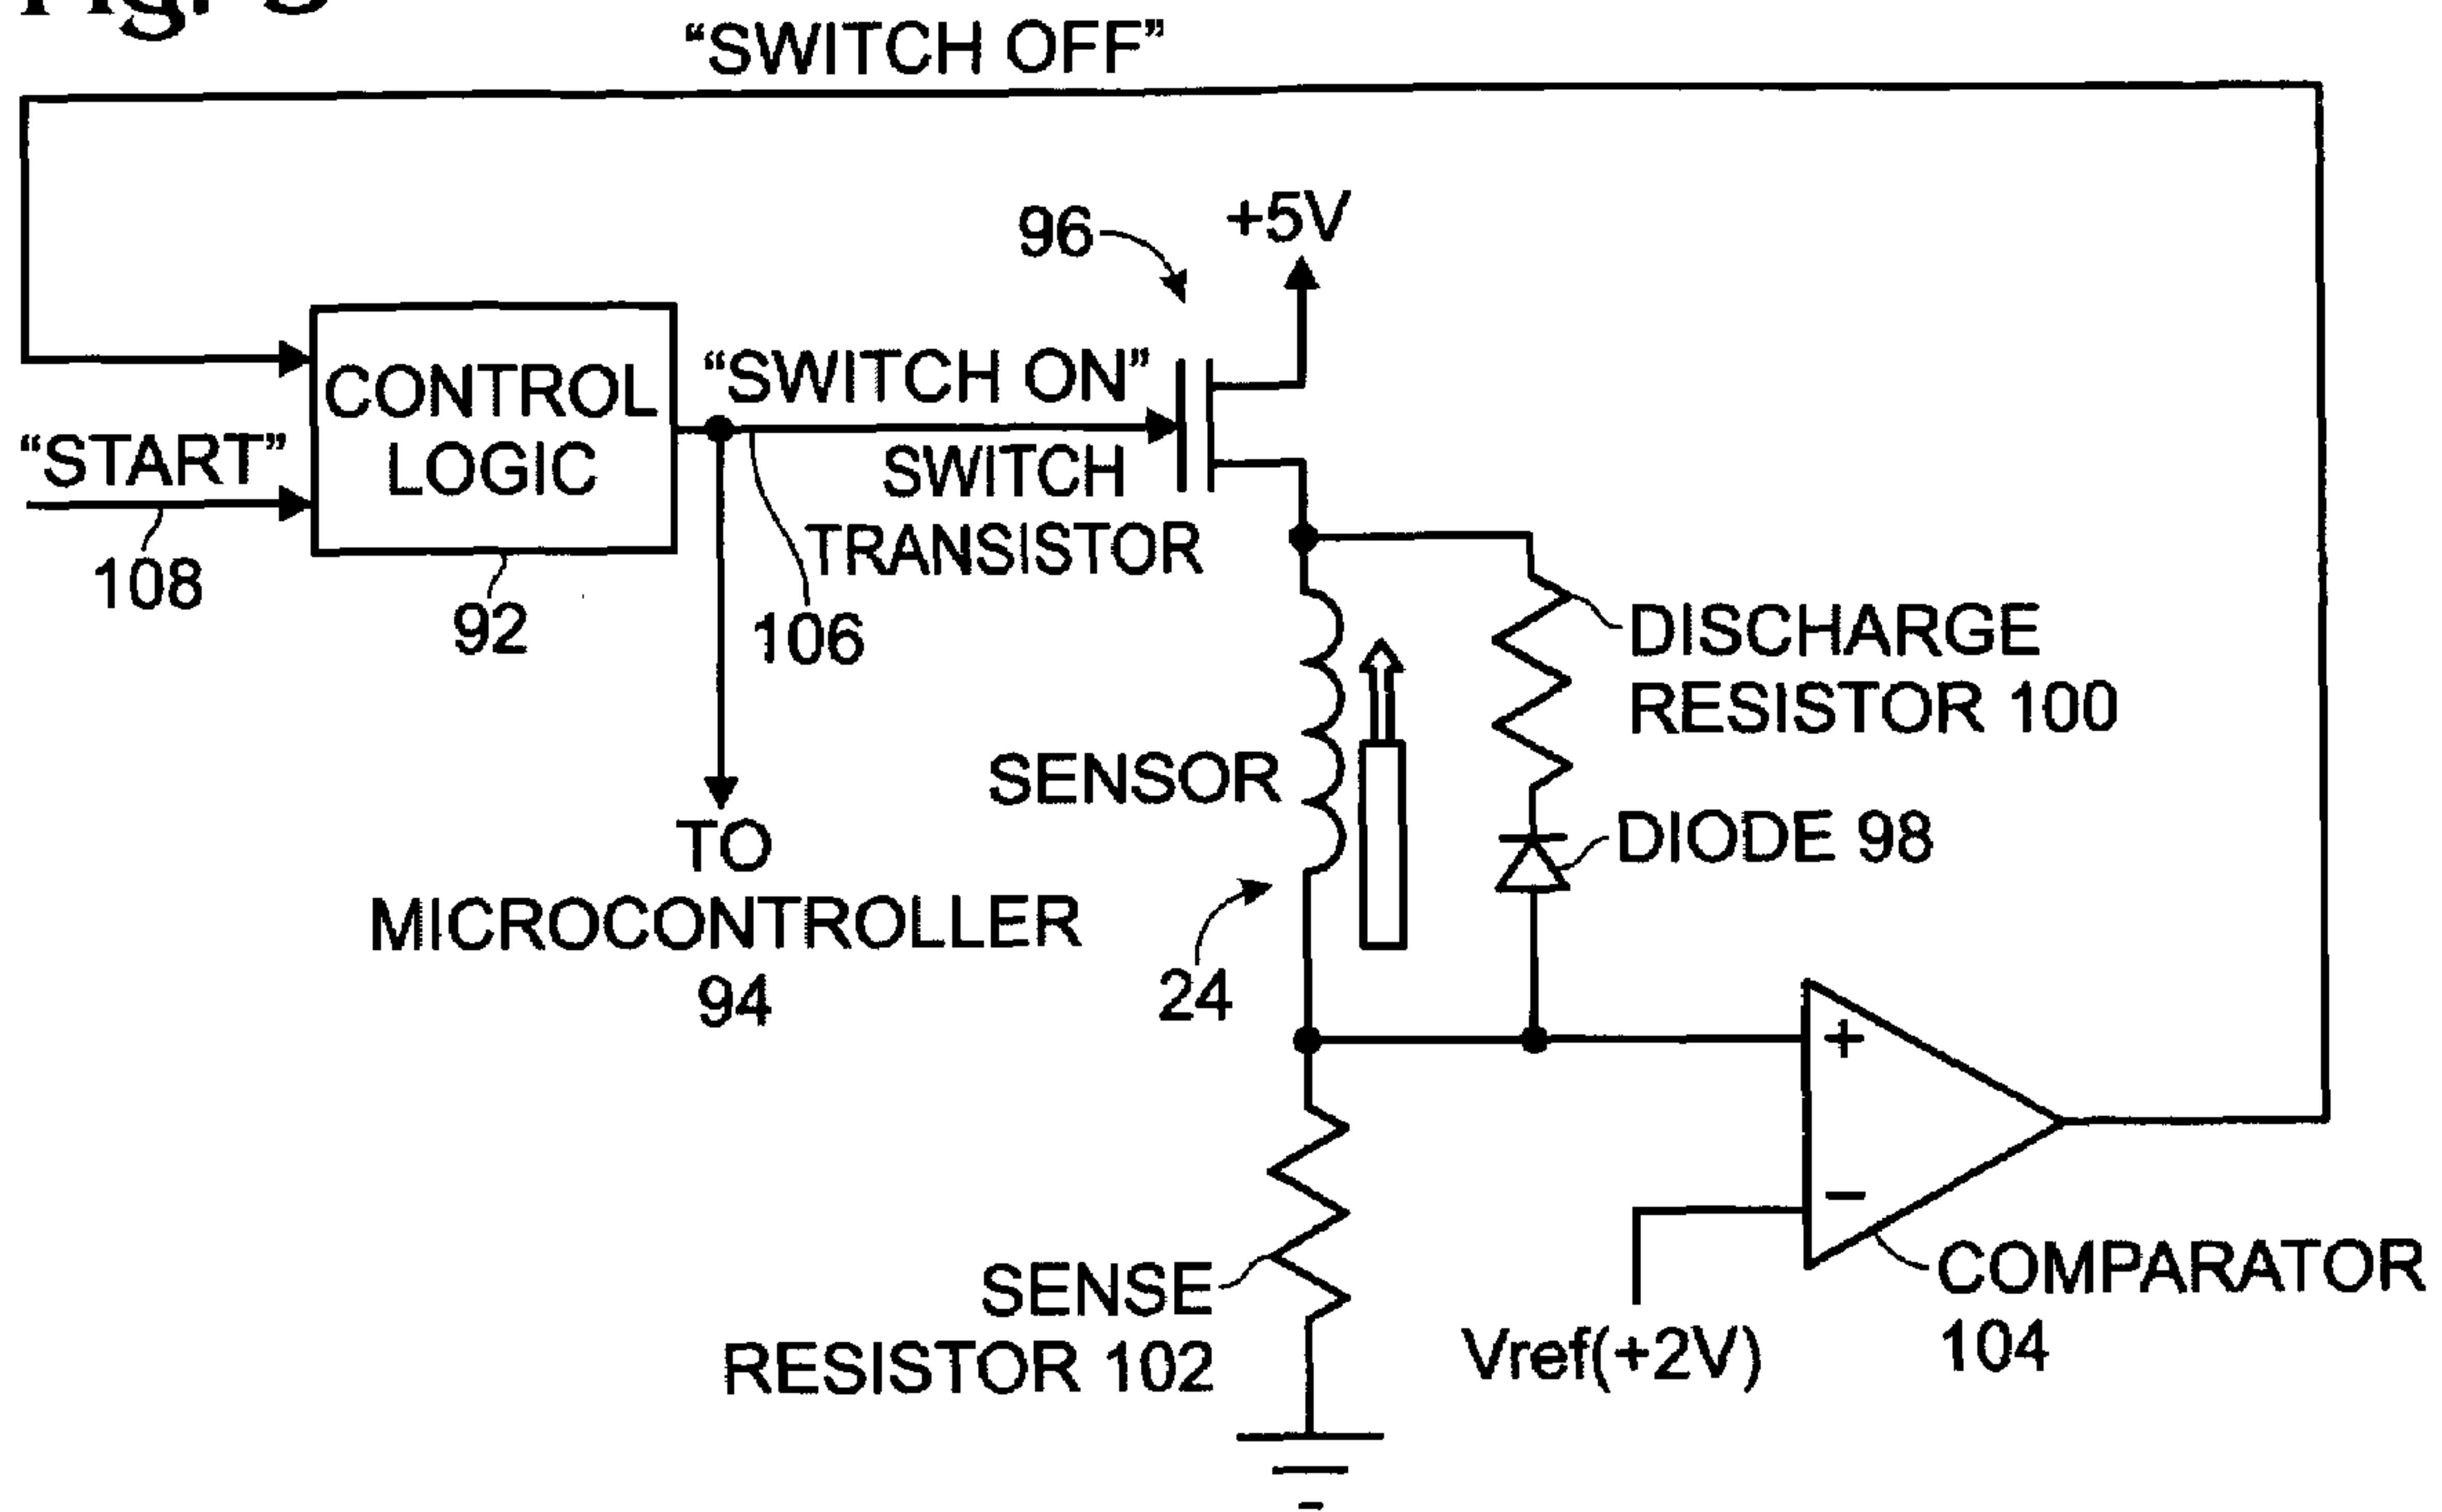 "SWITCH OFF"
96
+5V
CONTROL
LOGIC
"SWITCH ON"
"START"
SWITCH
TRANSISTOR
108
92
106
DISCHARGE
RESISTOR 100
SENSOR
DIODE 98
TO
MICROCONTROLLER
94
24
+
−
SENSE
RESISTOR 102
Vref(+2V)
COMPARATOR
104